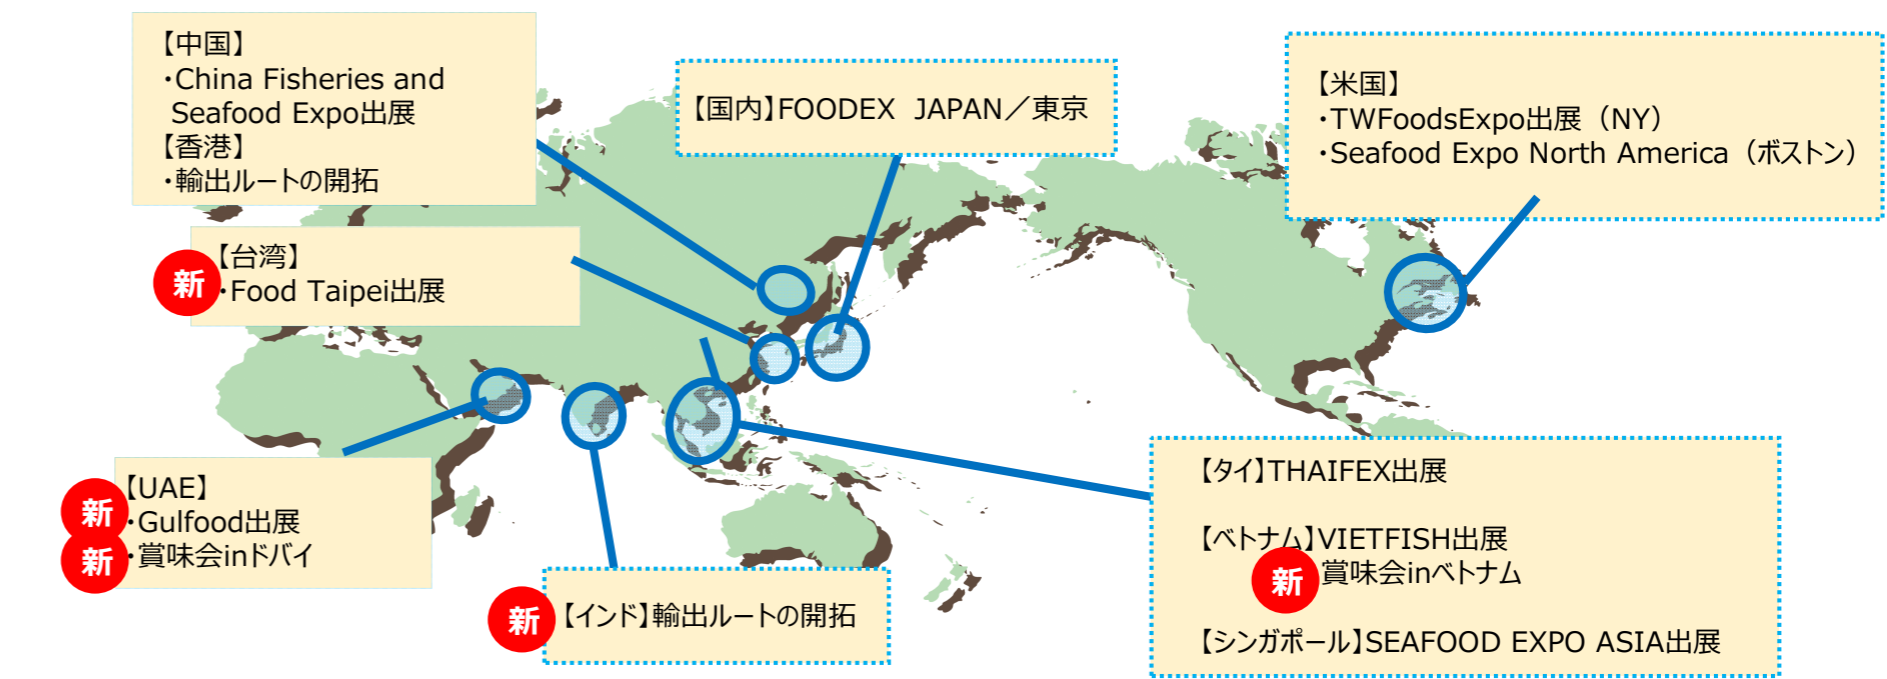 【中国】
・China Fisheries and
Seafood Expo出展
【香港】
・輸出ルートの開拓
【国内】FOODEX JAPAN／東京
【米国】
・TWFoodsExpo出展（NY）
・Seafood Expo North America（ボストン）
【台湾】
新 ・Food Taipei出展
【UAE】
新 ・Gulfood出展
新 ・賞味会inドバイ
新 【インド】輸出ルートの開拓
【タイ】THAIFEX出展
【ベトナム】VIETFISH出展
新 賞味会inベトナム
【シンガポール】SEAFOOD EXPO ASIA出展